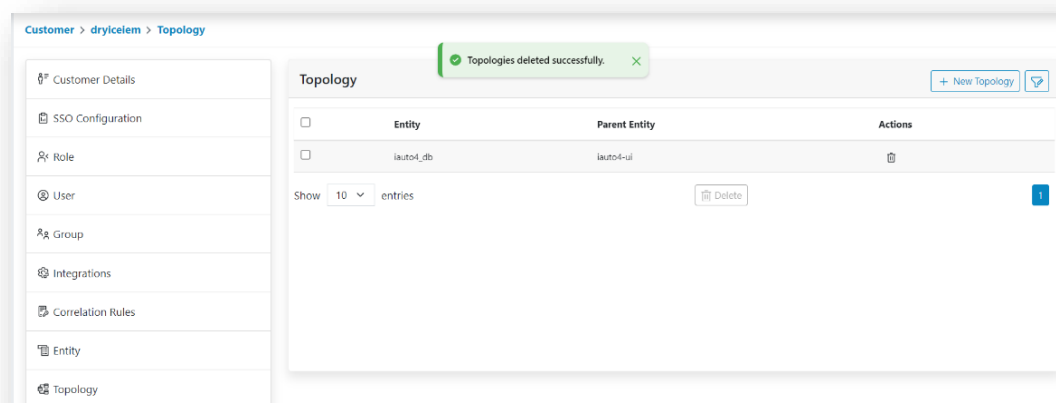 Customer > dryiceiem > Topology
Topologies deleted successfully.
Customer Details
SSO Configuration
Role
User
Group
Integrations
Correlation Rules
Entity
Topology
Topology
+ New Topology
Entity Parent Entity Actions
iauto4_db iauto4-ui
Show 10 entries Delete 1